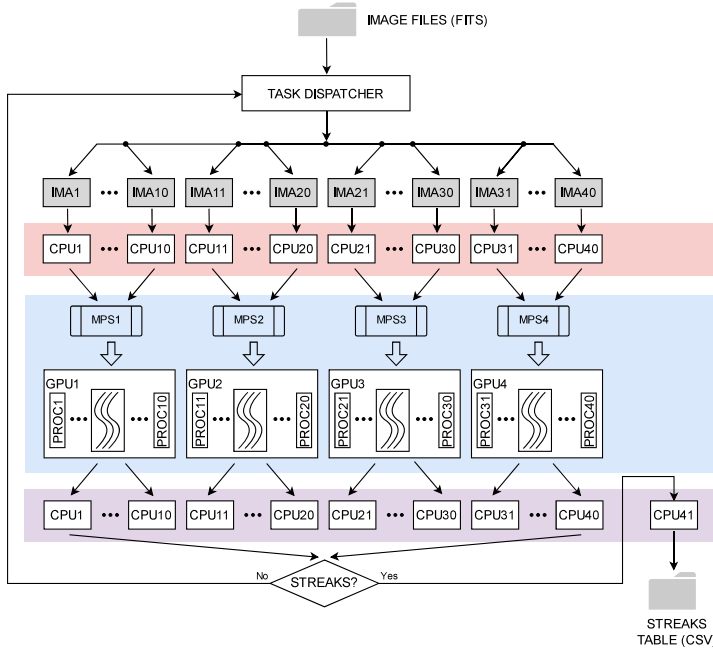 IMAGE FILES (FITS)
TASK DISPATCHER
IMA1 ••• IMA10 IMA11 ••• IMA20 IMA21 ••• IMA30 IMA31 ••• IMA40
CPU1 ••• CPU10 CPU11 ••• CPU20 CPU21 ••• CPU30 CPU31 ••• CPU40
MPS1 MPS2 MPS3 MPS4
GPU1 GPU2 GPU3 GPU4
PROC1 ••• ••• PROC10 PROC11 ••• ••• PROC20 PROC21 ••• ••• PROC30 PROC31 ••• ••• PROC40
CPU1 ••• CPU10 CPU11 ••• CPU20 CPU21 ••• CPU30 CPU31 ••• CPU40 CPU41
No STREAKS? Yes
STREAKS
TABLE (CSV)